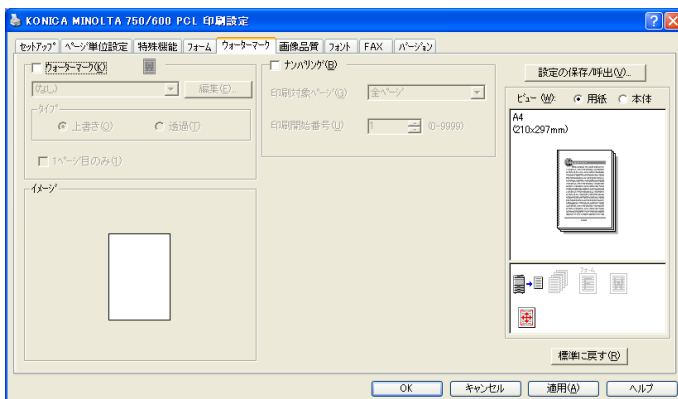 KONICA MINOLTA 750/600 PCL 印刷設定
セットアップ ページ単位設定 特殊機能 フォーム ウォーターマーク 画像品質 フォント FAX バージョン
ウォーターマーク(K)
(なし) 編集(E)...
タイプ
上書き(O) 透過(T)
1ページ目のみ(1)
イメージ
ナンバリング(B)
印刷対象ページ(G) 全ページ
印刷開始番号(U) 1 (0-9999)
設定の保存/呼出(V)...
ビュー(W): 用紙 本体
A4
(210x297mm)
フォーム
標準に戻す(R)
OK キャンセル 適用(A) ヘルプ